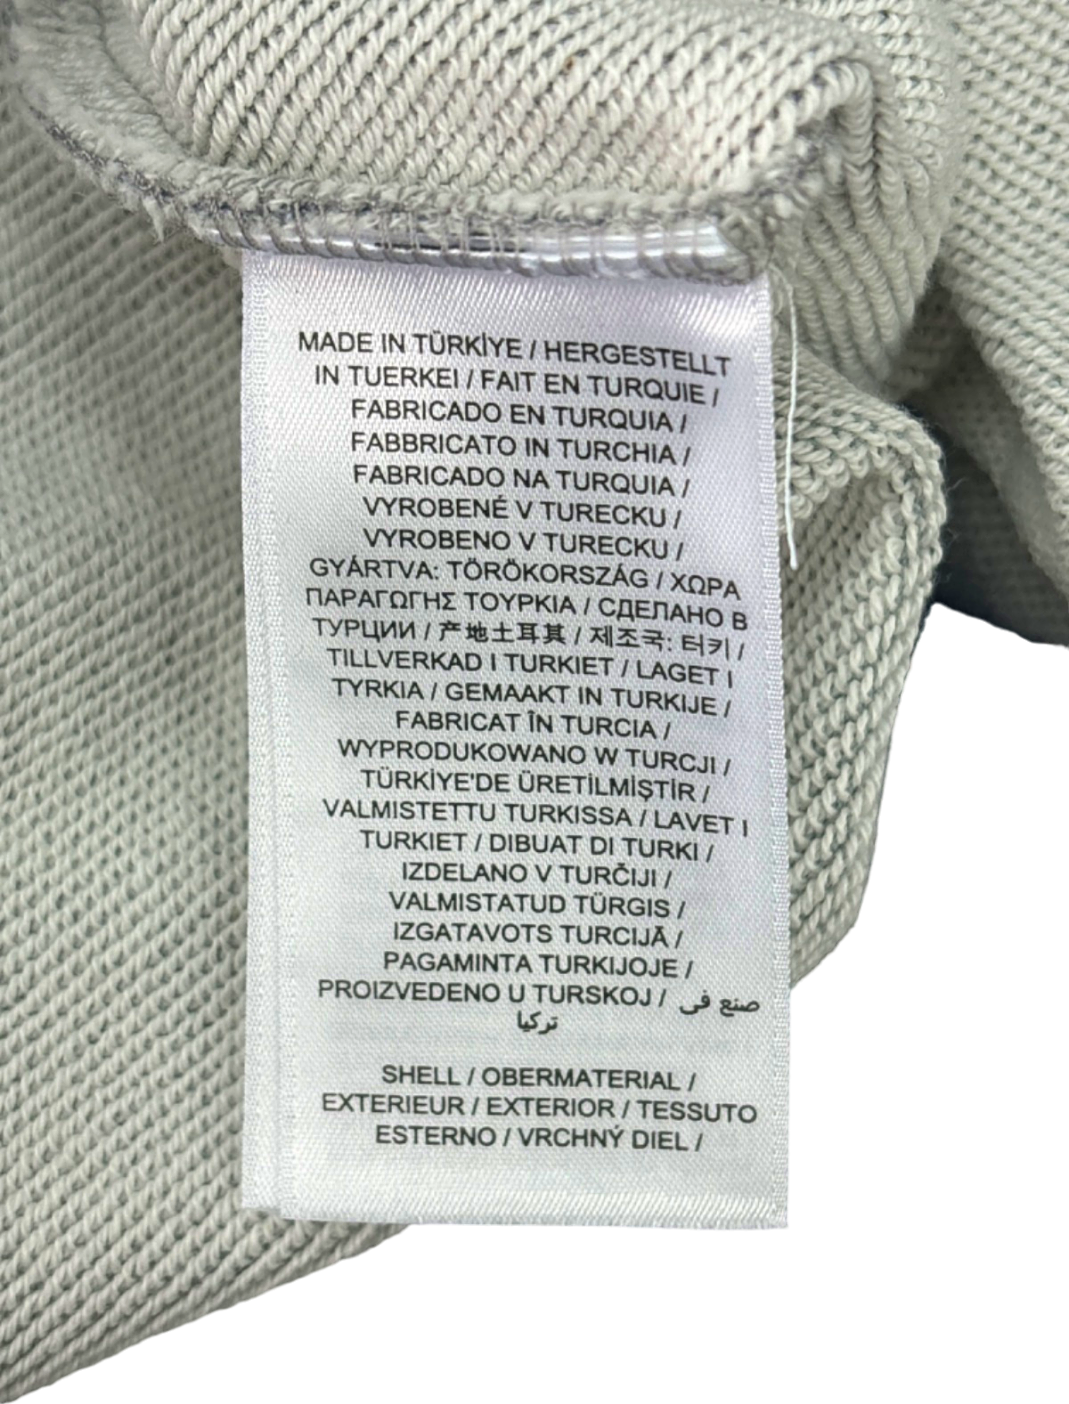 MADE IN TÜRKİYE / HERGESTELLT
IN TUERKEI / FAIT EN TURQUIE /
FABRICADO EN TURQUIA /
FABBRICATO IN TURCHIA /
FABRICADO NA TURQUIA /
VYROBENÉ V TURECKU /
VYROBENO V TURECKU /
GYÁRTVA: TÖRÖKORSZÁG / ΧΩΡΑ
ΠΑΡΑΓΩΓΗΣ ΤΟΥΡΚΙΑ / СДЕЛАНО В
ТУРЦИИ / 产地土耳其 / 제조국: 터키 /
TILLVERKAD I TURKIET / LAGET I
TYRKIA / GEMAAKT IN TURKIJE /
FABRICAT ÎN TURCIA /
WYPRODUKOWANO W TURCJI /
TÜRKİYE'DE ÜRETİLMİŞTİR /
VALMISTETTU TURKISSA / LAVET I
TURKIET / DIBUAT DI TURKI /
IZDELANO V TURČIJI /
VALMISTATUD TÜRGIS /
IZGATAVOTS TURCIJĀ /
PAGAMINTA TURKIJOJE /
PROIZVEDENO U TURSKOJ / صنع في
تركيا
SHELL / OBERMATERIAL /
EXTERIEUR / EXTERIOR / TESSUTO
ESTERNO / VRCHNÝ DIEL /